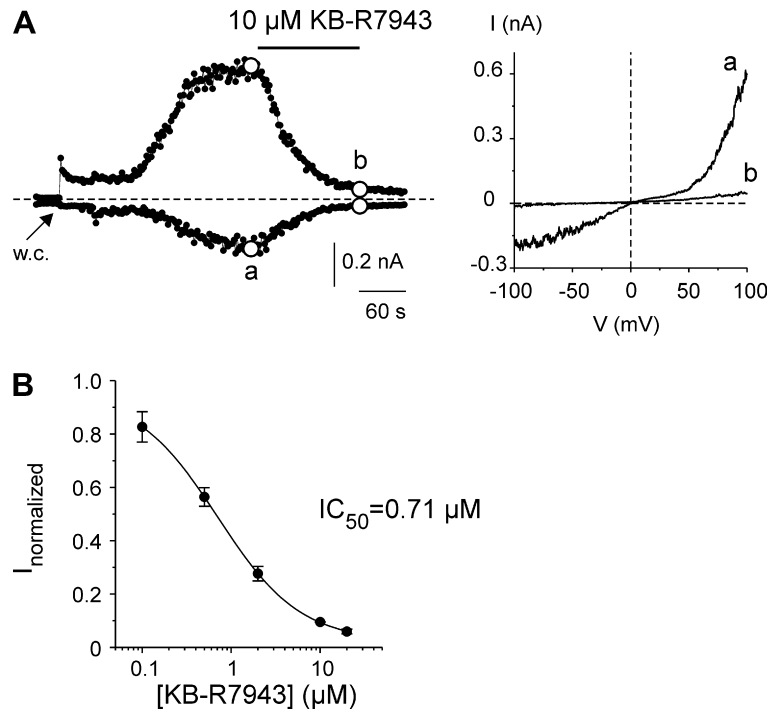 A
10 µM KB-R7943
b
w.c.
a
0.2 nA
60 s
I (nA)
a
0.6
0.3
b
0
-0.3
-100
-50
0
50
100
V (mV)
B
1.0
0.8
0.6
0.4
0.2
0
I normalized
IC50=0.71 µM
0.1
1
10
[KB-R7943] (µM)